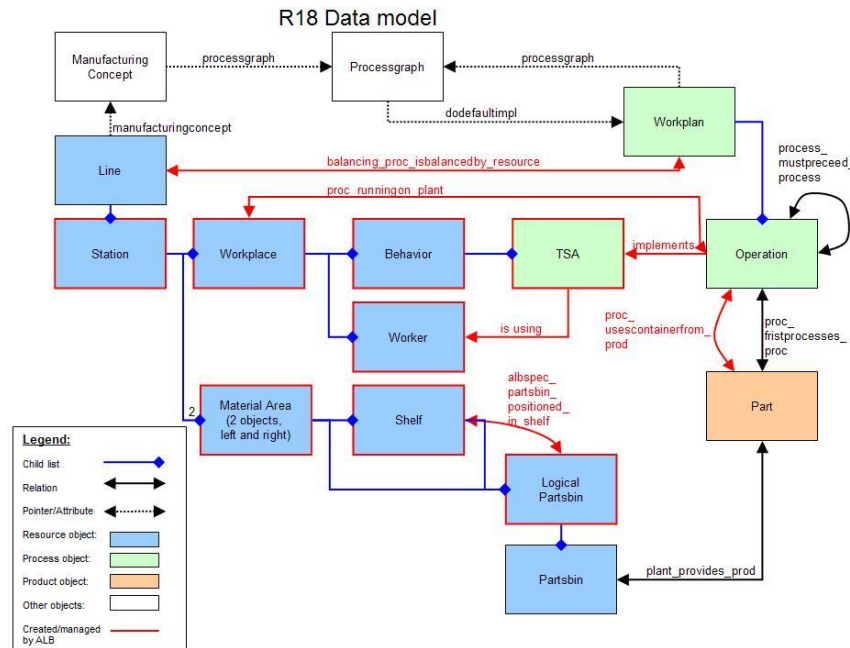 R18 Data model
Manufacturing
Concept
processgraph
Processgraph
processgraph
manufacturingconcept
dodefaultimpl
Workplan
Line
balancing_proc_isbalancedby_resource
process_
mustpreceed_
process
proc_runningon_plant
Station
Workplace
Behavior
TSA
implements
Operation
Worker
is using
proc_
usescontainerfrom_
prod
proc_
fristprocesses_
proc
2
Material Area
(2 objects,
left and right)
Shelf
albspec_
partsbin_
positioned_
in_shelf
Part
Logical
Partsbin
Partsbin
plant_provides_prod
Legend:
Child list
Relation
Pointer/Attribute
Resource object:
Process object:
Product object:
Other objects:
Created/managed
by ALB